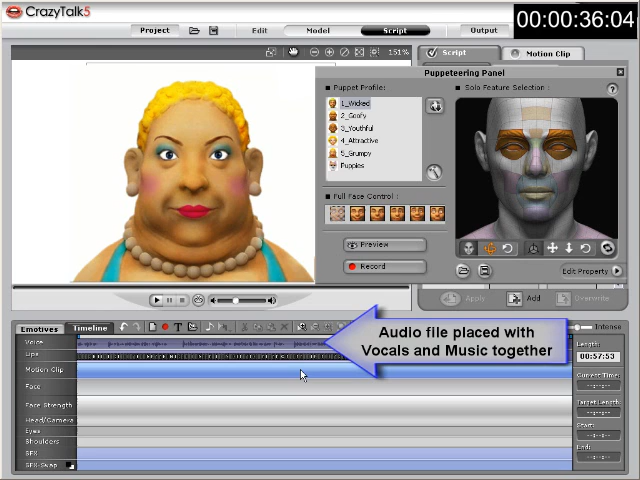 CrazyTalk5
Project
Edit
Model
Script
Output
00:00:36:04
151%
Script
Motion Clip
Puppeteering Panel
Puppet Profile:
Solo Feature Selection :
?
1_Wicked
2_Goofy
3_Youthful
4_Attractive
5_Grumpy
Puppies
Full Face Control :
Preview
Record
Edit Property
Apply
Add
Overwrite
Emotives
Timeline
Intense
Audio file placed with
Vocals and Music together
Voice
Lips
Motion Clip
Face
Face Strength
Head/Camera
Eyes
Shoulders
SFX
SFX-Swap
Length:
00:57:53
Current Time:
--:--:--
Target Length:
--:--:--
Start:
--:--:--
End:
--:--:--